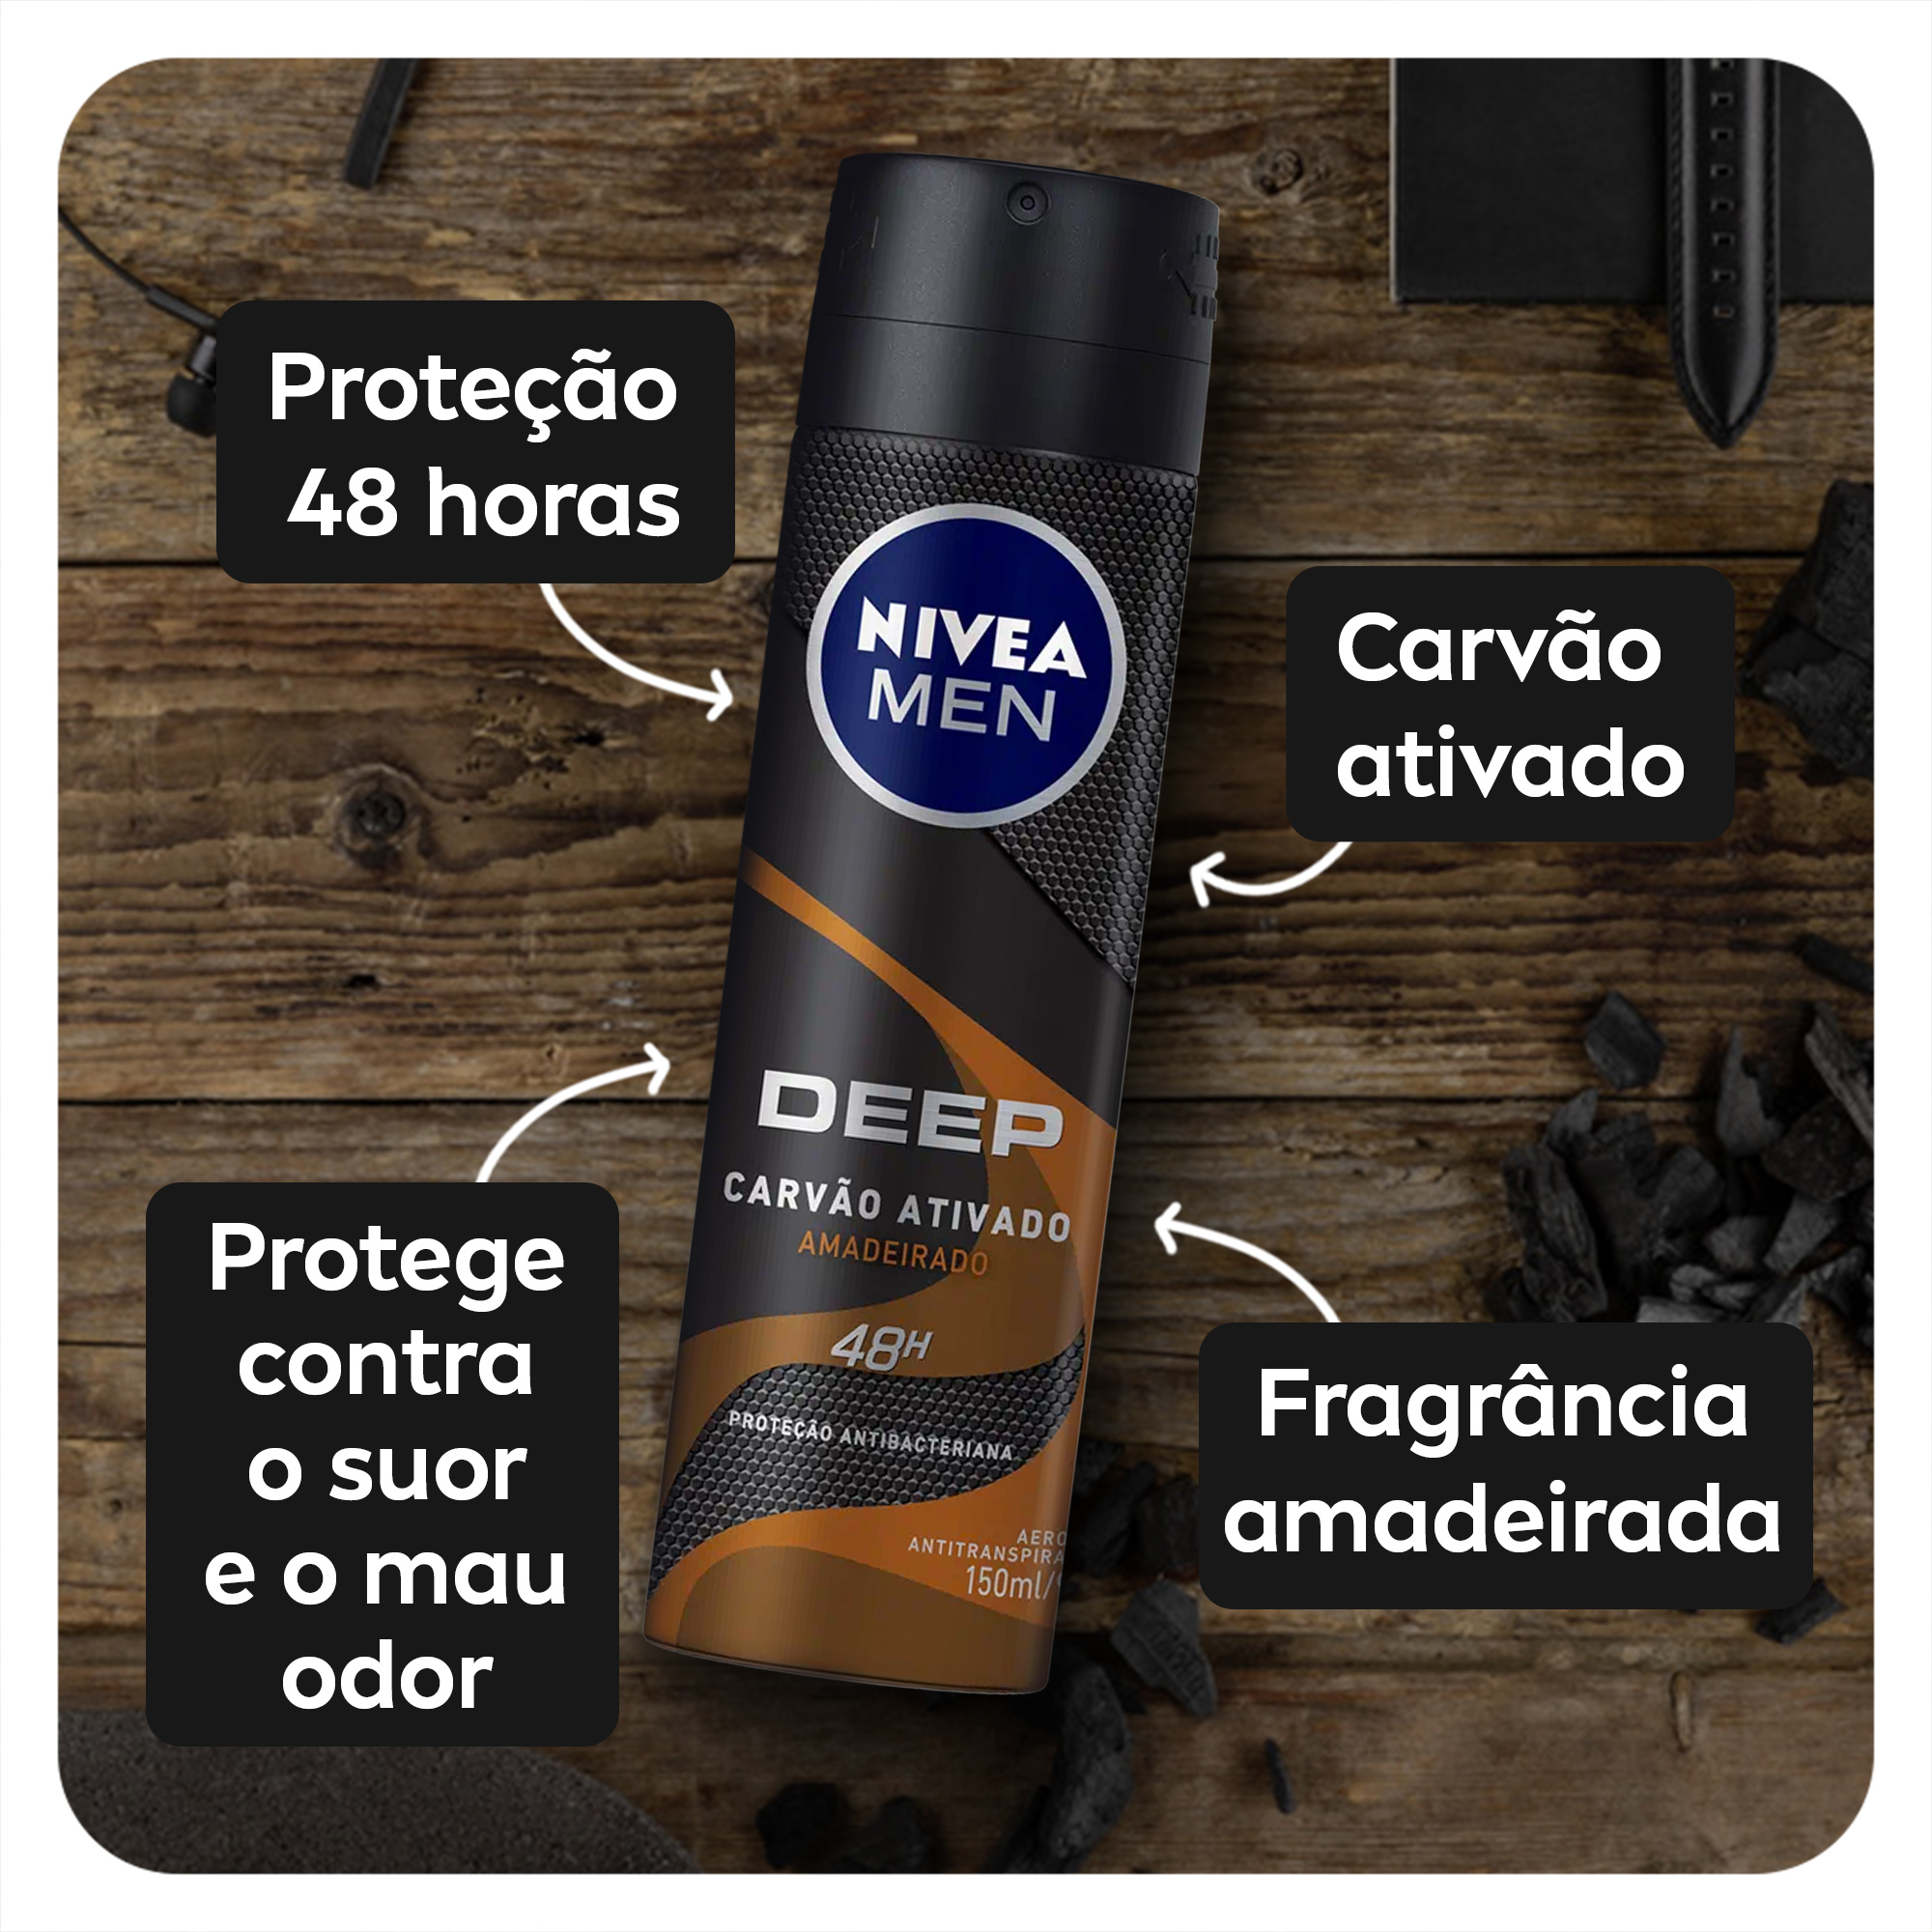 Proteção
48 horas
NIVEA
MEN
Carvão
ativado
DEEP
CARVÃO ATIVADO
AMADEIRADO
48H
PROTEÇÃO ANTIBACTERIANA
Protege
contra
o suor
e o mau
odor
Fragrância
amadeirada
150ml/